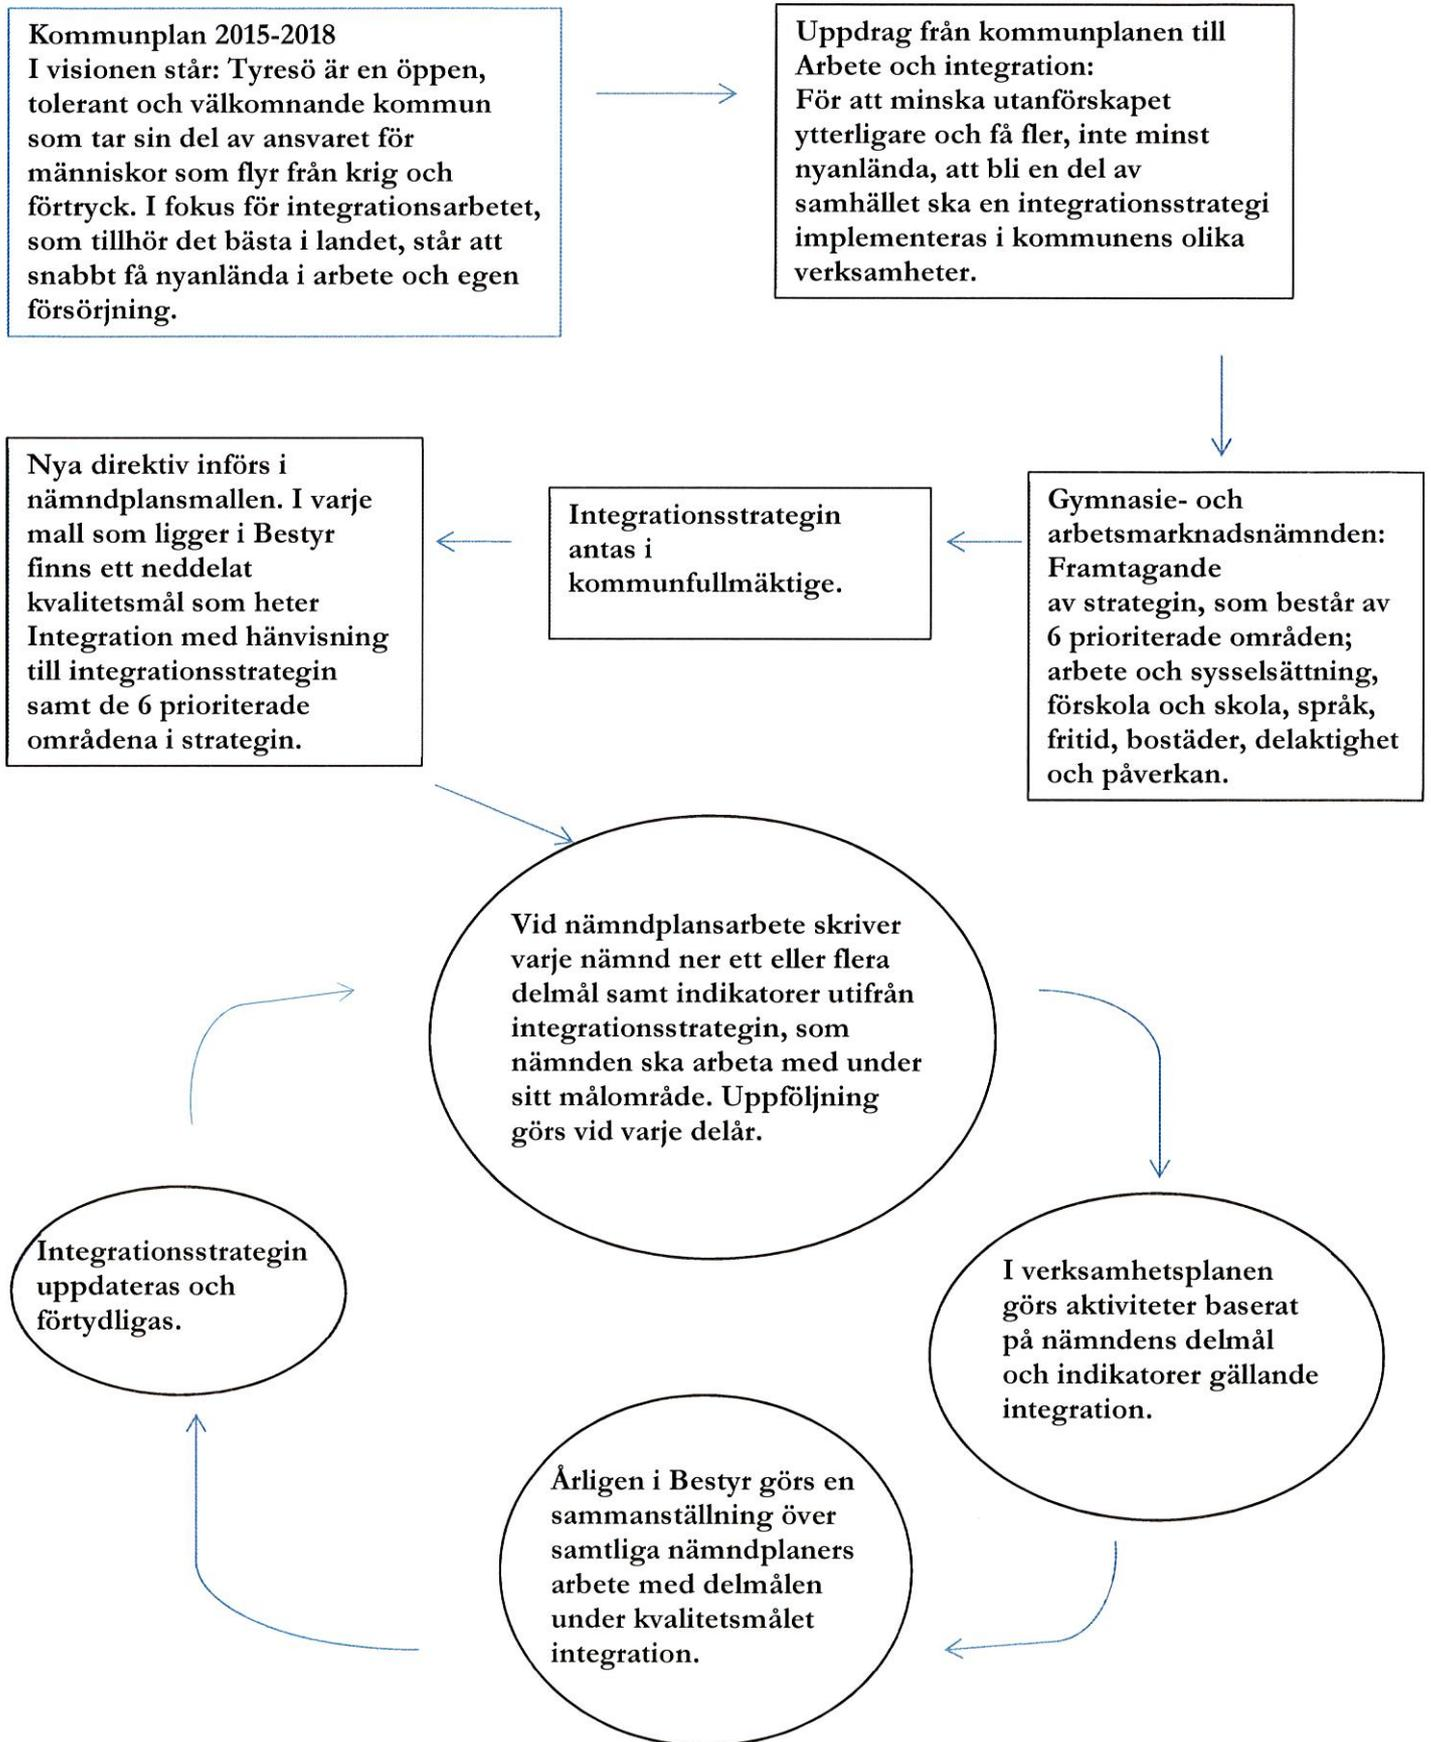 Kommunplan 2015-2018
I visionen står: Tyresö är en öppen,
tolerant och välkomnande kommun
som tar sin del av ansvaret för
människor som flyr från krig och
förtryck. I fokus för integrationsarbetet,
som tillhör det bästa i landet, står att
snabbt få nyanlända i arbete och egen
försörjning.
Uppdrag från kommunplanen till
Arbete och integration:
För att minska utanförskapet
ytterligare och få fler, inte minst
nyanlända, att bli en del av
samhället ska en integrationsstrategi
implementeras i kommunens olika
verksamheter.
Gymnasie- och
arbetsmarknadsnämnden:
Framtagande
av strategin, som består av
6 prioriterade områden;
arbete och sysselsättning,
förskola och skola, språk,
fritid, bostäder, delaktighet
och påverkan.
Integrationsstrategin
antas i
kommunfullmäktige.
Nya direktiv införs i
nämndplansmallen. I varje
mall som ligger i Bestyr
finns ett neddelat
kvalitetsmål som heter
Integration med hänvisning
till integrationsstrategin
samt de 6 prioriterade
områdena i strategin.
Vid nämndplansarbete skriver
varje nämnd ner ett eller flera
delmål samt indikatorer utifrån
integrationsstrategin, som
nämnden ska arbeta med under
sitt målområde. Uppföljning
görs vid varje delår.
I verksamhetsplanen
görs aktiviteter baserat
på nämndens delmål
och indikatorer gällande
integration.
Årligen i Bestyr görs en
sammanställning över
samtliga nämndplaners
arbete med delmålen
under kvalitetsmålet
integration.
Integrationsstrategin
uppdateras och
förtydligas.